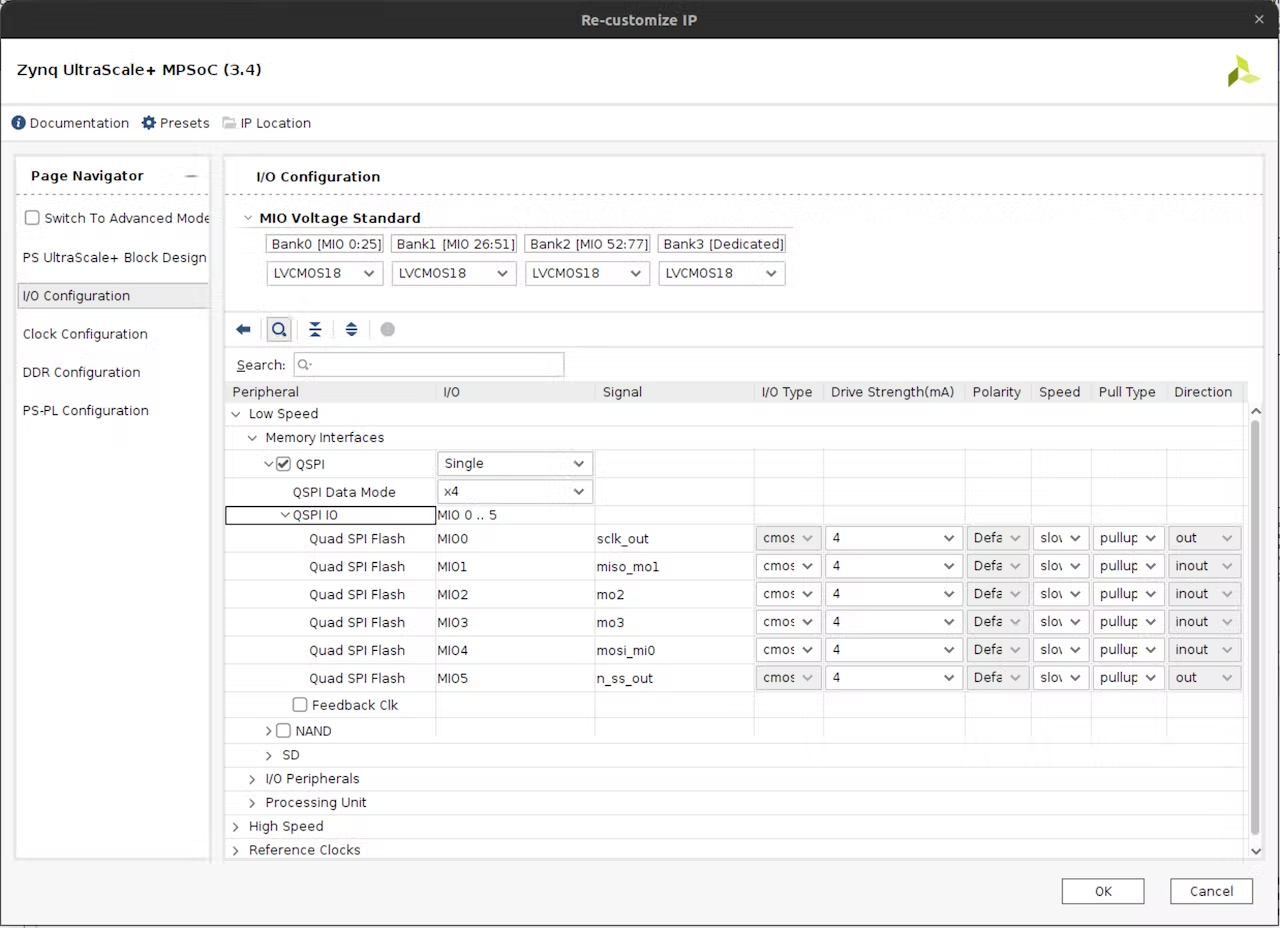 Re-customize IP
Zynq UltraScale+ MPSoC (3.4)
Documentation Presets IP Location
Page Navigator
Switch To Advanced Mode
PS UltraScale+ Block Design
I/O Configuration
Clock Configuration
DDR Configuration
PS-PL Configuration
I/O Configuration
MIO Voltage Standard
Bank0 [MIO 0:25] Bank1 [MIO 26:51] Bank2 [MIO 52:77] Bank3 [Dedicated]
LVCMOS18 LVCMOS18 LVCMOS18 LVCMOS18
Search:
Peripheral I/O Signal I/O Type Drive Strength(mA) Polarity Speed Pull Type Direction
Low Speed
Memory Interfaces
QSPI Single
QSPI Data Mode x4
QSPI IO MIO 0 .. 5
Quad SPI Flash MIO0 sclk_out cmos 4 Defa slov pullup out
Quad SPI Flash MIO1 miso_mo1 cmos 4 Defa slov pullup inout
Quad SPI Flash MIO2 mo2 cmos 4 Defa slov pullup inout
Quad SPI Flash MIO3 mo3 cmos 4 Defa slov pullup inout
Quad SPI Flash MIO4 mosi_mi0 cmos 4 Defa slov pullup inout
Quad SPI Flash MIO5 n_ss_out cmos 4 Defa slov pullup out
Feedback Clk
NAND
SD
I/O Peripherals
Processing Unit
High Speed
Reference Clocks
OK Cancel